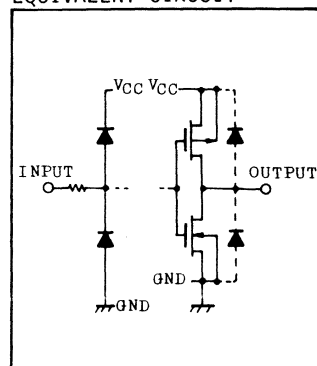 EQUIVALENT CIRCUIT
VCC VCC
INPUT
OUTPUT
GND
GND